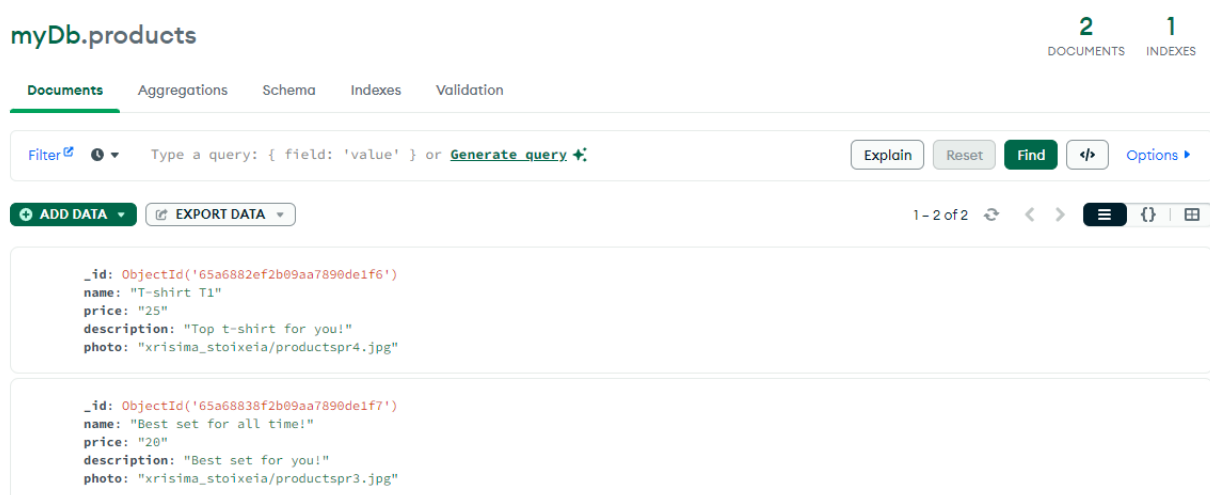 myDb.products
2 1
DOCUMENTS INDEXES
Documents Aggregations Schema Indexes Validation
Filter Type a query: { field: 'value' } or Generate query Explain Reset Find </> Options
ADD DATA EXPORT DATA 1 – 2 of 2 {}
_id: ObjectId('65a6882ef2b09aa7890de1f6')
name: "T-shirt T1"
price: "25"
description: "Top t-shirt for you!"
photo: "xrisima_stoixeia/productspr4.jpg"
_id: ObjectId('65a68838f2b09aa7890de1f7')
name: "Best set for all time!"
price: "20"
description: "Best set for you!"
photo: "xrisima_stoixeia/productspr3.jpg"